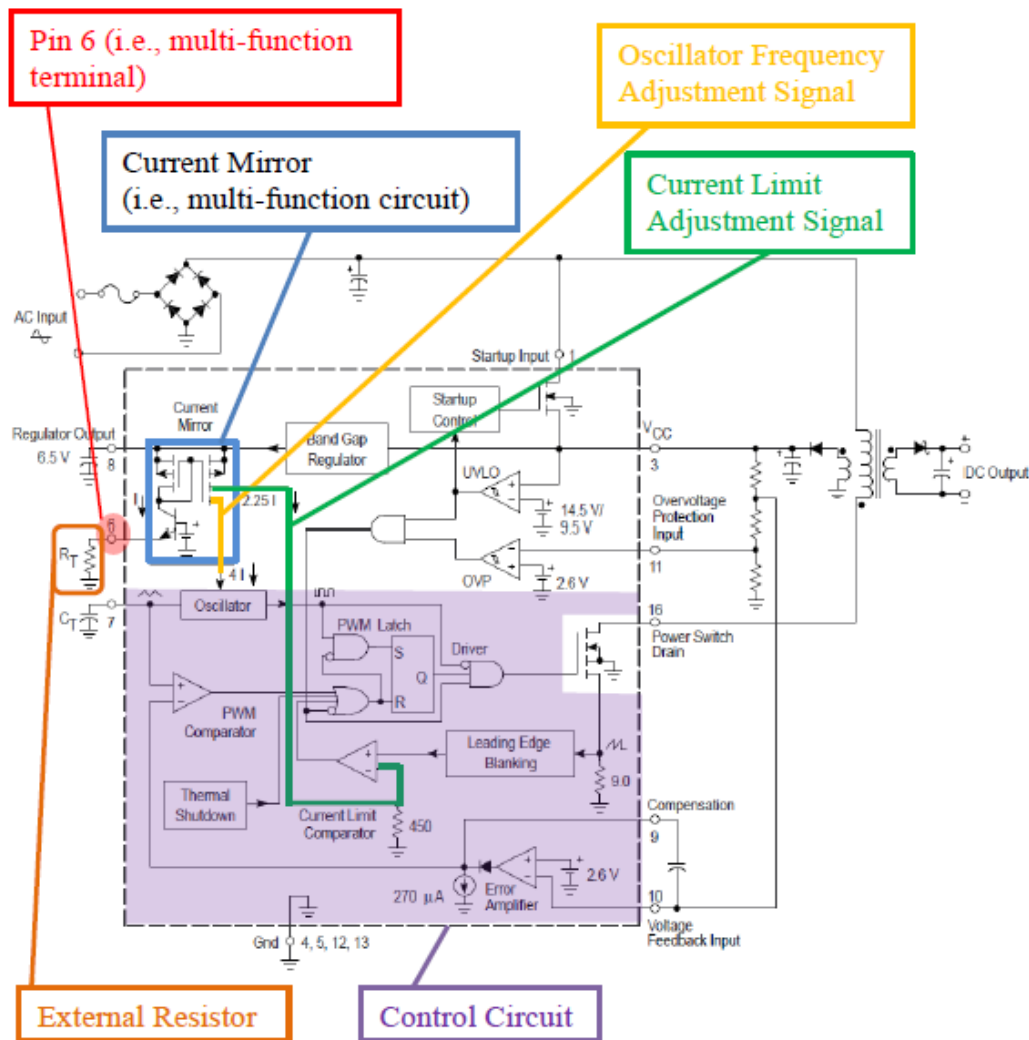 Pin 6 (i.e., multi-function
terminal)
Oscillator Frequency
Adjustment Signal
Current Mirror
(i.e., multi-function circuit)
Current Limit
Adjustment Signal
AC Input
Startup Input
1
Current
Mirror
Startup
Control
Regulator Output
6.5 V
8
Band Gap
Regulator
VCC
3
UVLO
DC Output
I
2.25 I
14.5 V/
9.5 V
Overvoltage
Protection
Input
6
RT
11
4 I
OVP
2.6 V
CT
7
Oscillator
16
PWM Latch
Driver
Power Switch
Drain
S
Q
R
PWM
Comparator
Leading Edge
Blanking
9.0
Thermal
Shutdown
Current Limit
Comparator
450
Compensation
9
2.6 V
270 µA
Error
Amplifier
10
Gnd
4, 5, 12, 13
Voltage
Feedback Input
External Resistor
Control Circuit